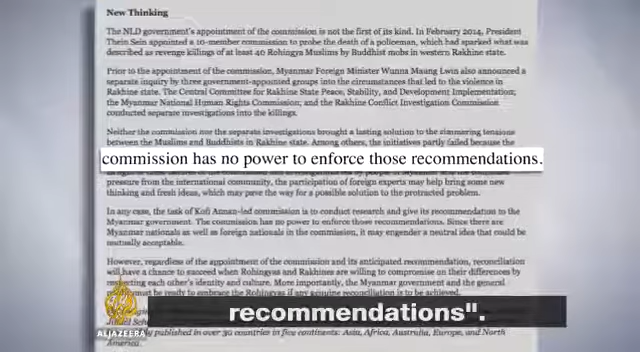 New Thinking
The NLD government's appointment of the commission is not the first of its kind. In February 2014, President
Thein Sein appointed a 10-member commission to probe the death of a policeman, which had sparked what was
described as revenge killings of at least 40 Rohingya Muslims by Buddhist mobs in western Rakhine state.
Prior to the appointment of the commission, Myanmar Foreign Minister Wunna Maung Lwin also announced a
separate inquiry by three government-appointed groups into the circumstances that led to the violence in
Rakhine state. The Central Committee for Rakhine State Peace, Stability, and Development Implementation;
the Myanmar National Human Rights Commission; and the Rakhine Conflict Investigation Commission
conducted separate investigations into the killings.
Neither the commission nor the separate investigations brought a lasting solution to the simmering tensions
between the Muslims and Buddhists in Rakhine state. Among others, the initiatives partly failed because the
commission has no power to enforce those recommendations.
pressure from the international community, the participation of foreign experts may help bring some new
thinking and fresh ideas, which may pave the way for a possible solution to the protracted problem.
In any case, the task of Kofi Annan-led commission is to conduct research and give its recommendation to the
Myanmar government. The commission has no power to enforce those recommendations. Since there are
Myanmar nationals as well as foreign nationals in the commission, it may engender a neutral idea that could be
mutually acceptable.
However, regardless of the appointment of the commission and its anticipated recommendation, reconciliation
will have a chance to succeed when Rohingyas and Rakhines are willing to compromise on their differences by
respecting each other's identity and culture. More importantly, the Myanmar government and the general
must be ready to embrace the Rohingyas if any genuine reconciliation is to be achieved.
recommendations".
ALJAZEERA
published in over 30 countries in five continents: Asia, Africa, Australia, Europe, and North
America.